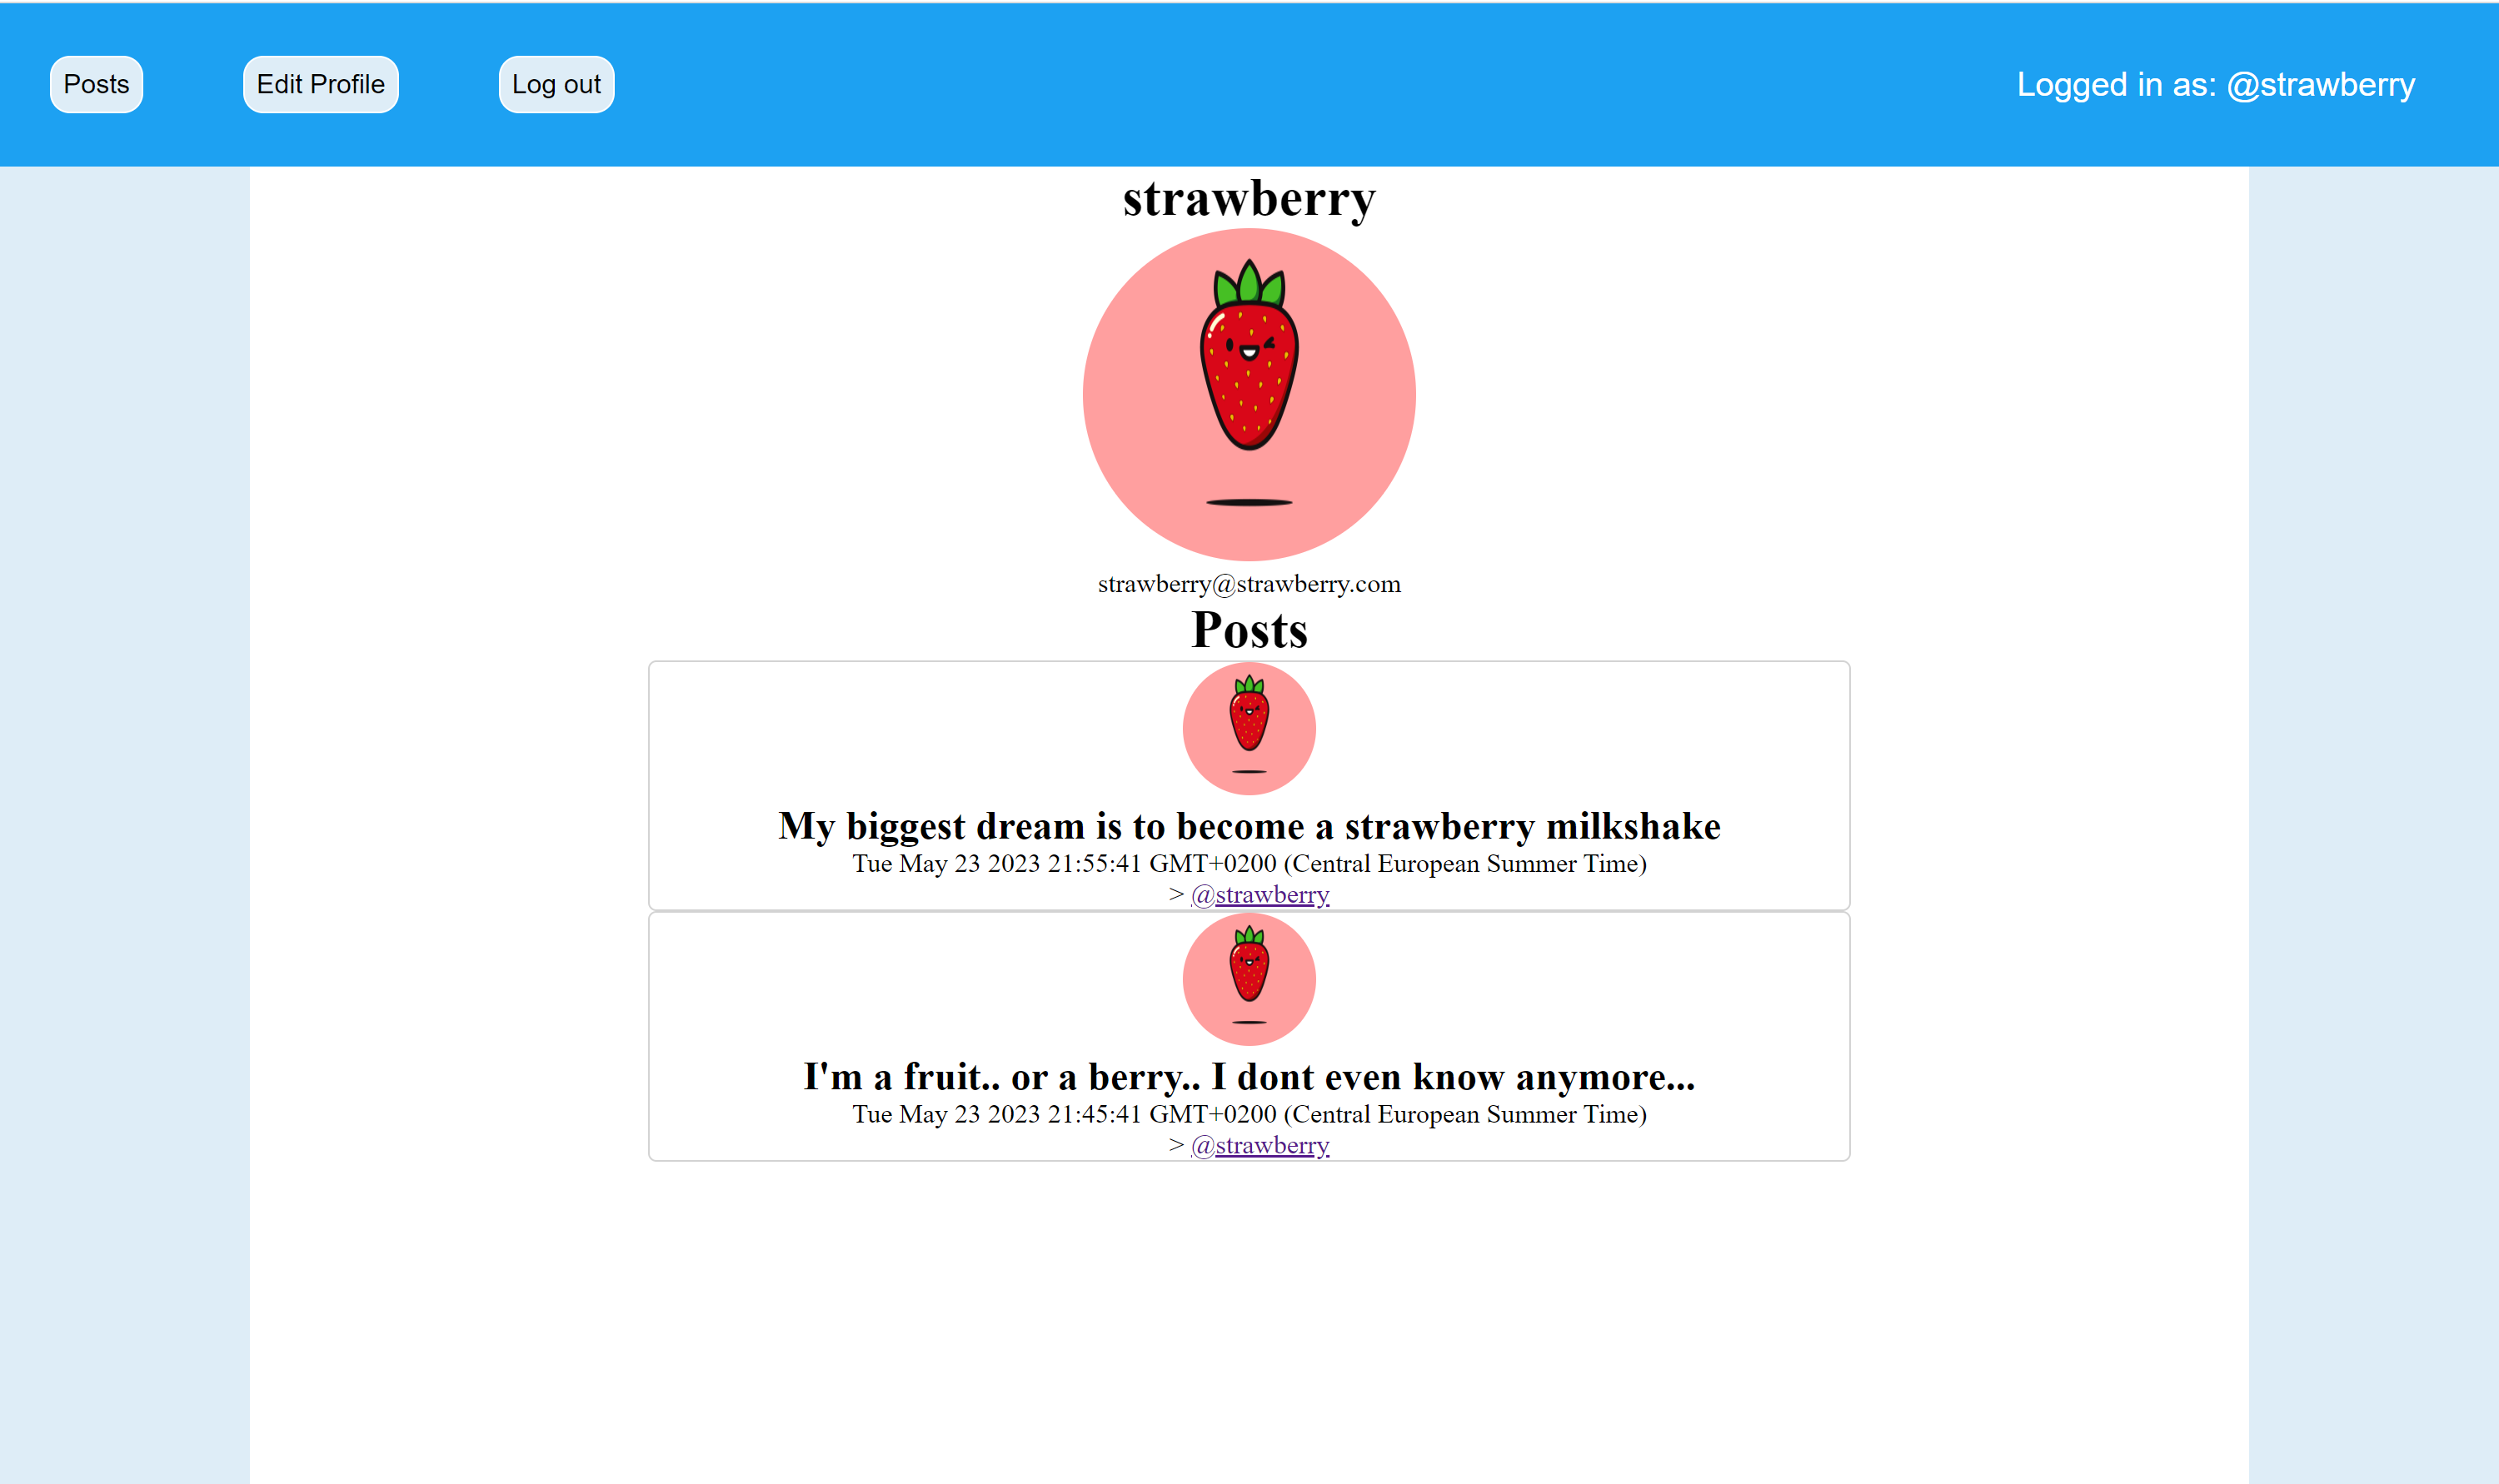 Posts
Edit Profile
Log out
Logged in as: @strawberry
strawberry
strawberry@strawberry.com
Posts
My biggest dream is to become a strawberry milkshake
Tue May 23 2023 21:55:41 GMT+0200 (Central European Summer Time)
> @strawberry
I'm a fruit.. or a berry.. I dont even know anymore...
Tue May 23 2023 21:45:41 GMT+0200 (Central European Summer Time)
> @strawberry